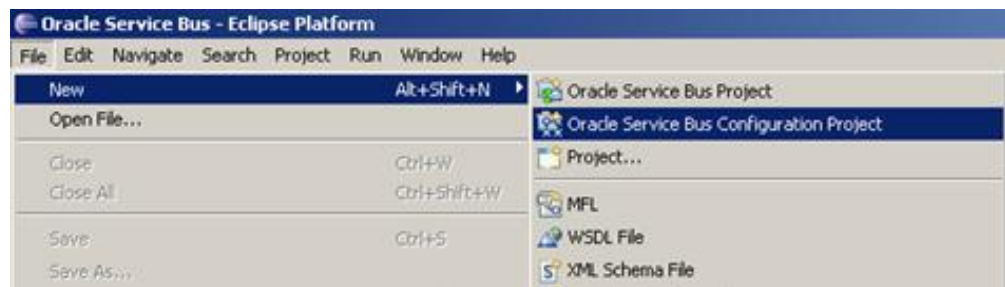 Oracle Service Bus - Eclipse Platform
File Edit Navigate Search Project Run Window Help
New Alt+Shift+N
Open File...
Close Ctrl+W
Close All Ctrl+Shift+W
Save Ctrl+S
Save As...
Oracle Service Bus Project
Oracle Service Bus Configuration Project
Project...
MFL
WSDL File
XML Schema File